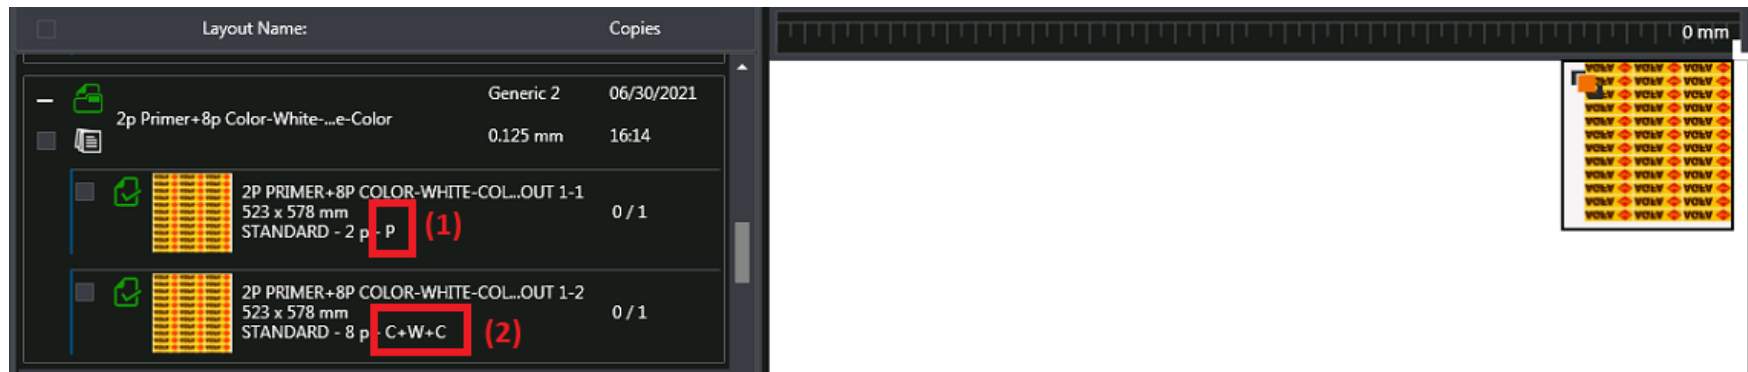 Layout Name: Copies
0 mm
Generic 2 06/30/2021
2p Primer+8p Color-White-...e-Color
0.125 mm 16:14
2P PRIMER+8P COLOR-WHITE-COL...OUT 1-1
523 x 578 mm
0 / 1
STANDARD - 2 p - P
(1)
2P PRIMER+8P COLOR-WHITE-COL...OUT 1-2
523 x 578 mm
0 / 1
STANDARD - 8 p - C+W+C
(2)